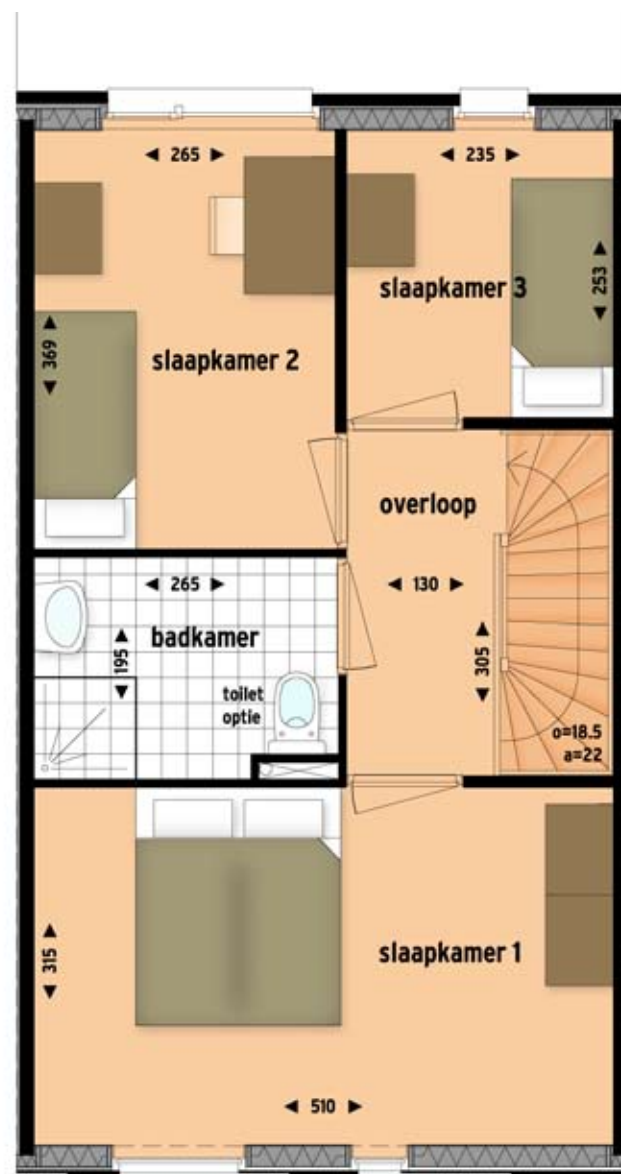 265
235
slaapkamer 3
253
369
slaapkamer 2
overloop
265
130
badkamer
195
305
toilet
optie
o=18.5
a=22
315
slaapkamer 1
510